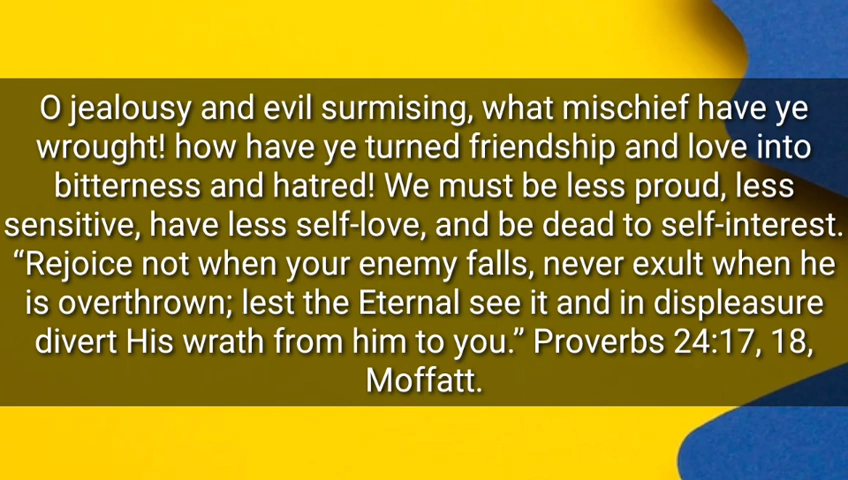 O jealousy and evil surmising, what mischief have ye
wrought! how have ye turned friendship and love into
bitterness and hatred! We must be less proud, less
sensitive, have less self-love, and be dead to self-interest.
“Rejoice not when your enemy falls, never exult when he
is overthrown; lest the Eternal see it and in displeasure
divert His wrath from him to you.” Proverbs 24:17, 18,
Moffatt.